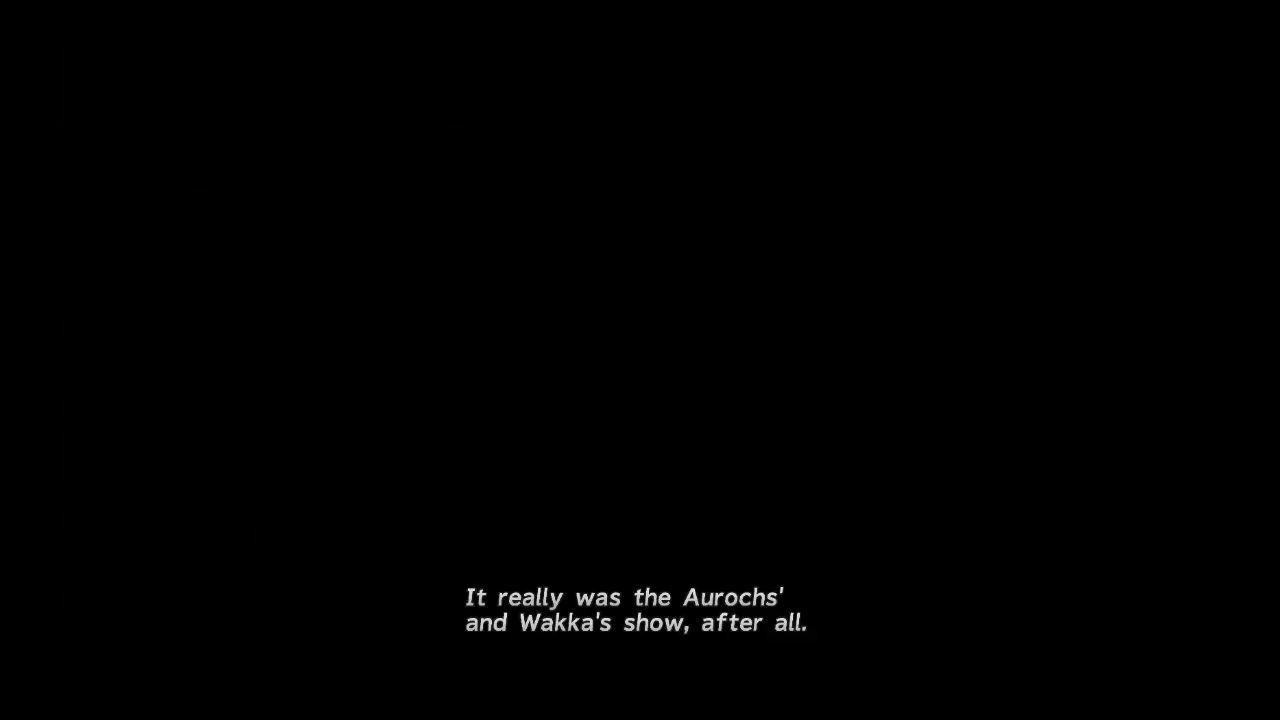 It really was the Aurochs'
and Wakka's show, after all.